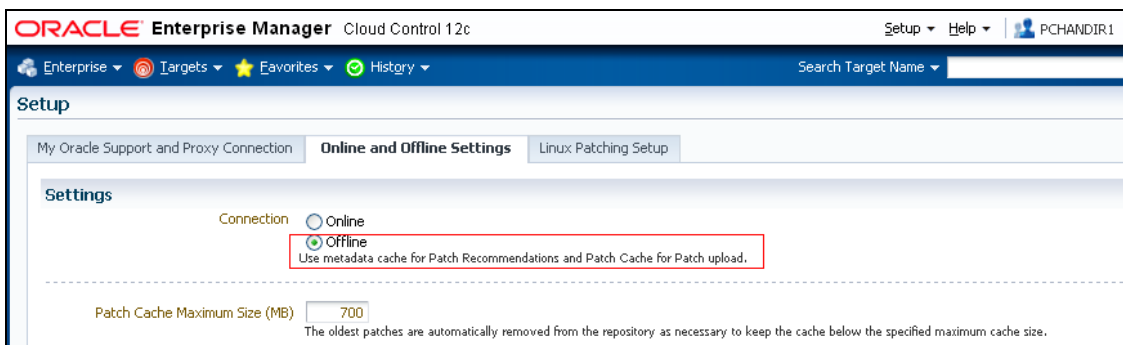 ORACLE Enterprise Manager Cloud Control 12c
Setup Help PCHANDIR1
Enterprise Targets Favorites History Search Target Name
Setup
My Oracle Support and Proxy Connection Online and Offline Settings Linux Patching Setup
Settings
Connection Online
Offline
Use metadata cache for Patch Recommendations and Patch Cache for Patch upload.
Patch Cache Maximum Size (MB) 700
The oldest patches are automatically removed from the repository as necessary to keep the cache below the specified maximum cache size.